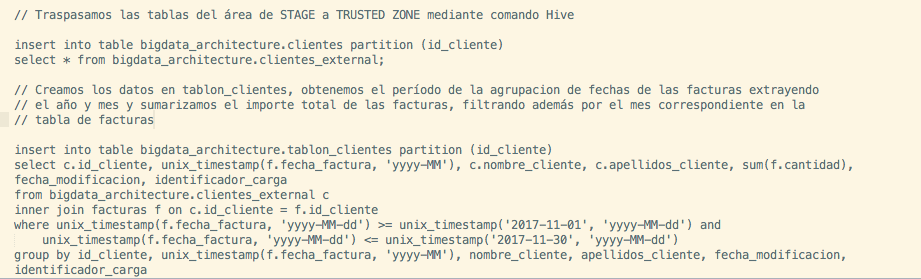 // Traspasamos las tablas del área de STAGE a TRUSTED ZONE mediante comando Hive
insert into table bigdata_architecture.clientes partition (id_cliente)
select * from bigdata_architecture.clientes_external;
// Creamos los datos en tablon_clientes, obtenemos el período de la agrupacion de fechas de las facturas extrayendo
// el año y mes y sumarizamos el importe total de las facturas, filtrando además por el mes correspondiente en la
// tabla de facturas
insert into table bigdata_architecture.tablon_clientes partition (id_cliente)
select c.id_cliente, unix_timestamp(f.fecha_factura, 'yyyy-MM'), c.nombre_cliente, c.apellidos_cliente, sum(f.cantidad),
fecha_modificacion, identificador_carga
from bigdata_architecture.clientes_external c
inner join facturas f on c.id_cliente = f.id_cliente
where unix_timestamp(f.fecha_factura, 'yyyy-MM-dd') >= unix_timestamp('2017-11-01', 'yyyy-MM-dd') and
    unix_timestamp(f.fecha_factura, 'yyyy-MM-dd') <= unix_timestamp('2017-11-30', 'yyyy-MM-dd')
group by id_cliente, unix_timestamp(f.fecha_factura, 'yyyy-MM'), nombre_cliente, apellidos_cliente, fecha_modificacion,
identificador_carga